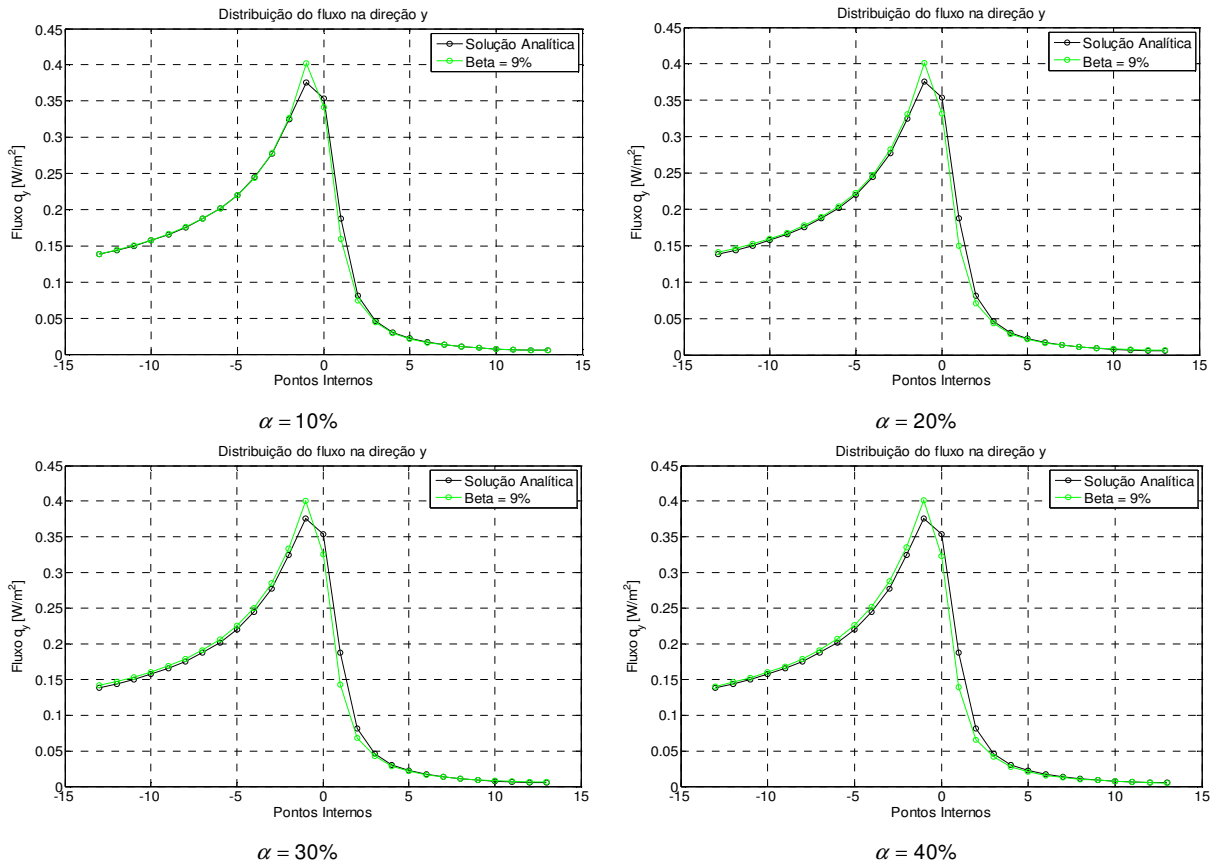 Distribuição do fluxo na direção y
0.45
0.4
0.35
0.3
0.25
0.2
0.15
0.1
0.05
0
Fluxo q_y [W/m²]
Solução Analítica
Beta = 9%
-15 -10 -5 0 5 10 15
Pontos Internos
α = 10%
Distribuição do fluxo na direção y
0.45
0.4
0.35
0.3
0.25
0.2
0.15
0.1
0.05
0
Fluxo q_y [W/m²]
Solução Analítica
Beta = 9%
-15 -10 -5 0 5 10 15
Pontos Internos
α = 20%
Distribuição do fluxo na direção y
0.45
0.4
0.35
0.3
0.25
0.2
0.15
0.1
0.05
0
Fluxo q_y [W/m²]
Solução Analítica
Beta = 9%
-15 -10 -5 0 5 10 15
Pontos Internos
α = 30%
Distribuição do fluxo na direção y
0.45
0.4
0.35
0.3
0.25
0.2
0.15
0.1
0.05
0
Fluxo q_y [W/m²]
Solução Analítica
Beta = 9%
-15 -10 -5 0 5 10 15
Pontos Internos
α = 40%